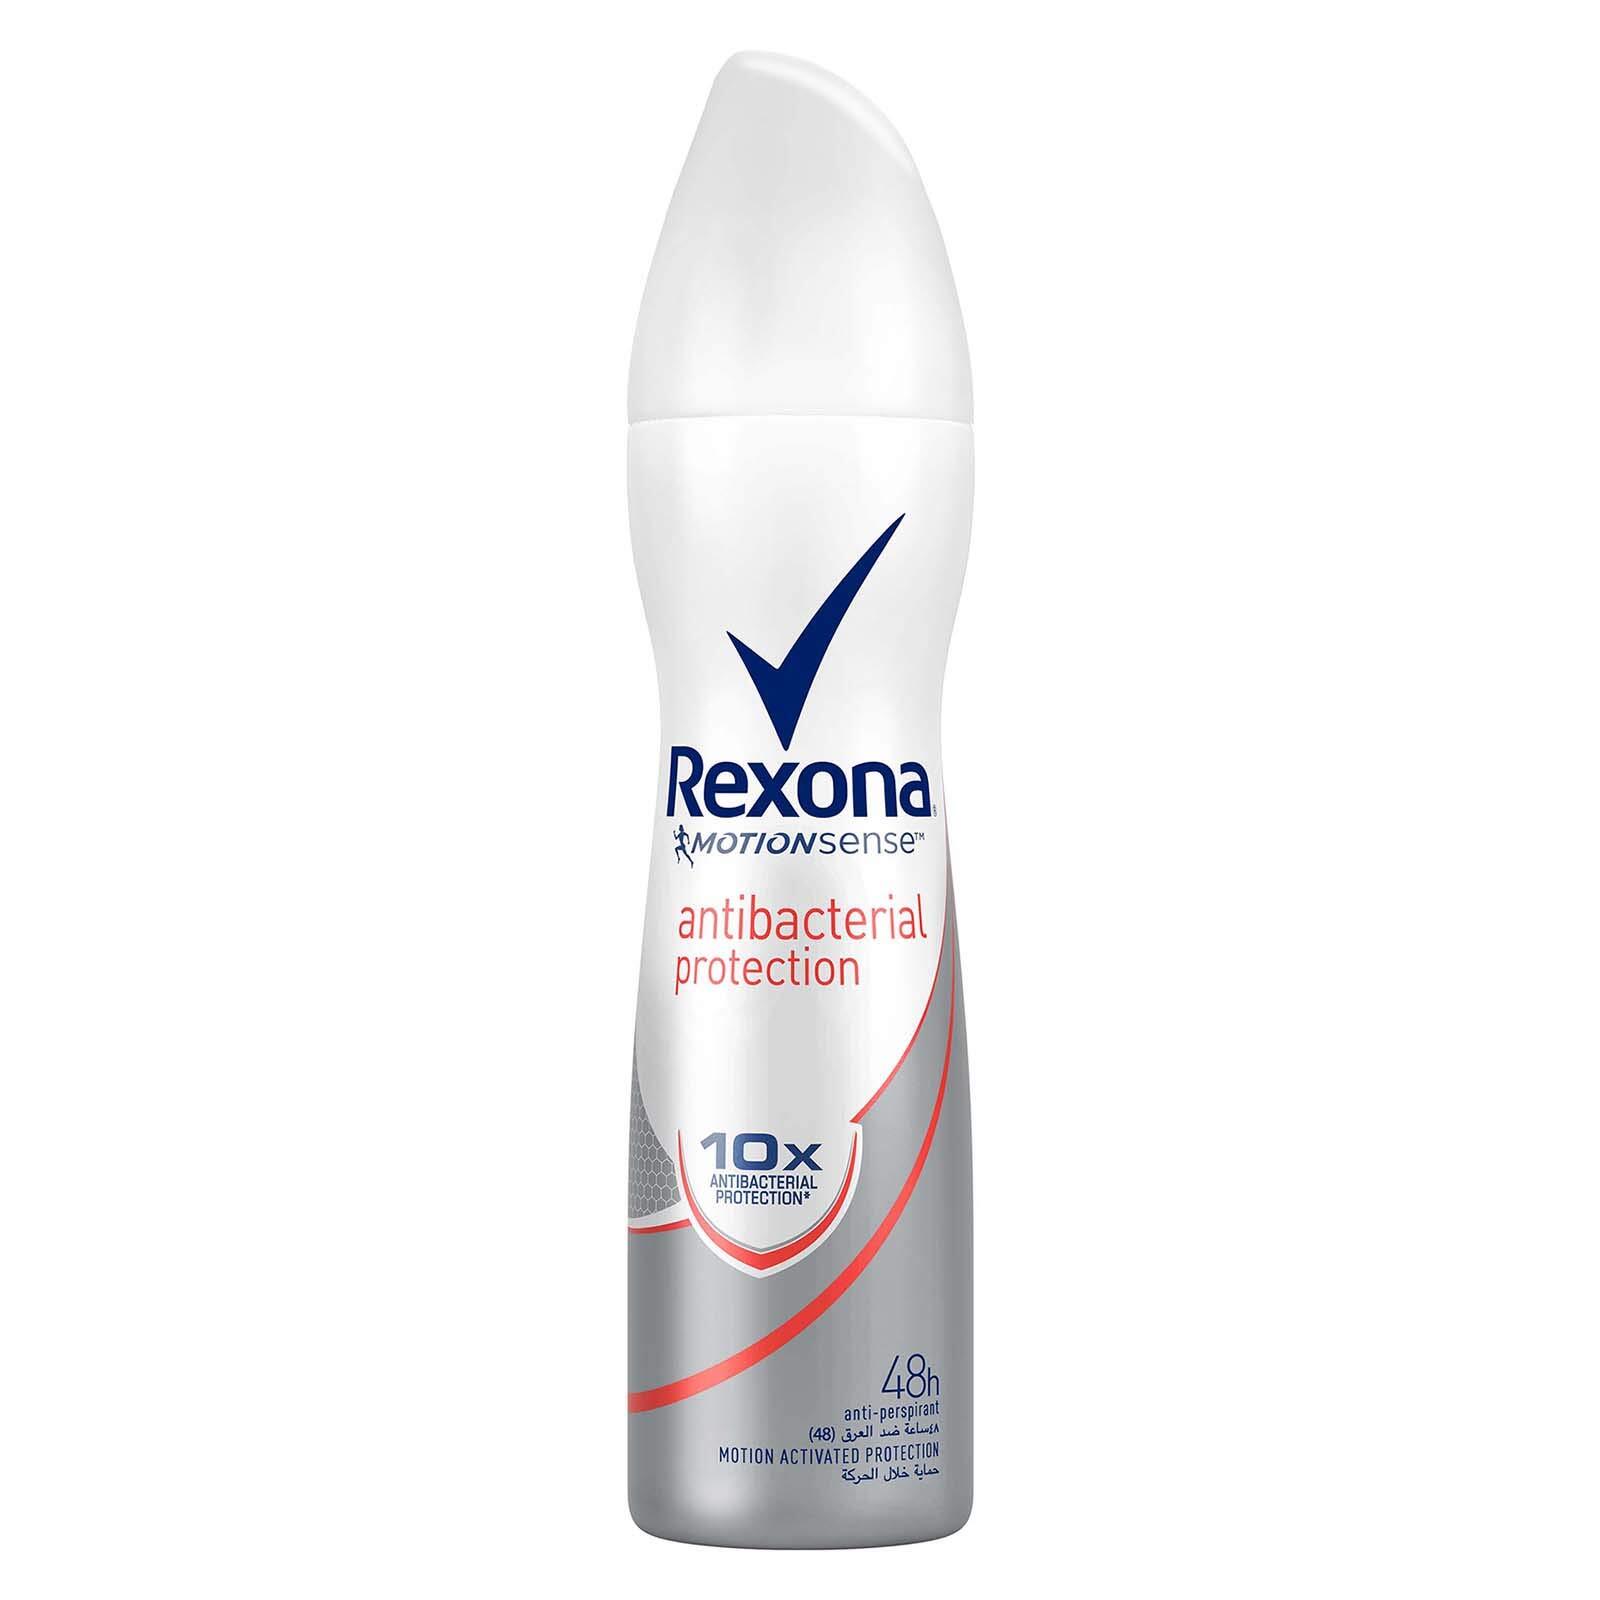 Rexona®
MOTIONsense™
antibacterial
protection
10x
ANTIBACTERIAL
PROTECTION*
48h
anti-perspirant
٤٨ساعة ضد العرق (48)
MOTION ACTIVATED PROTECTION
حماية خلال الحركة